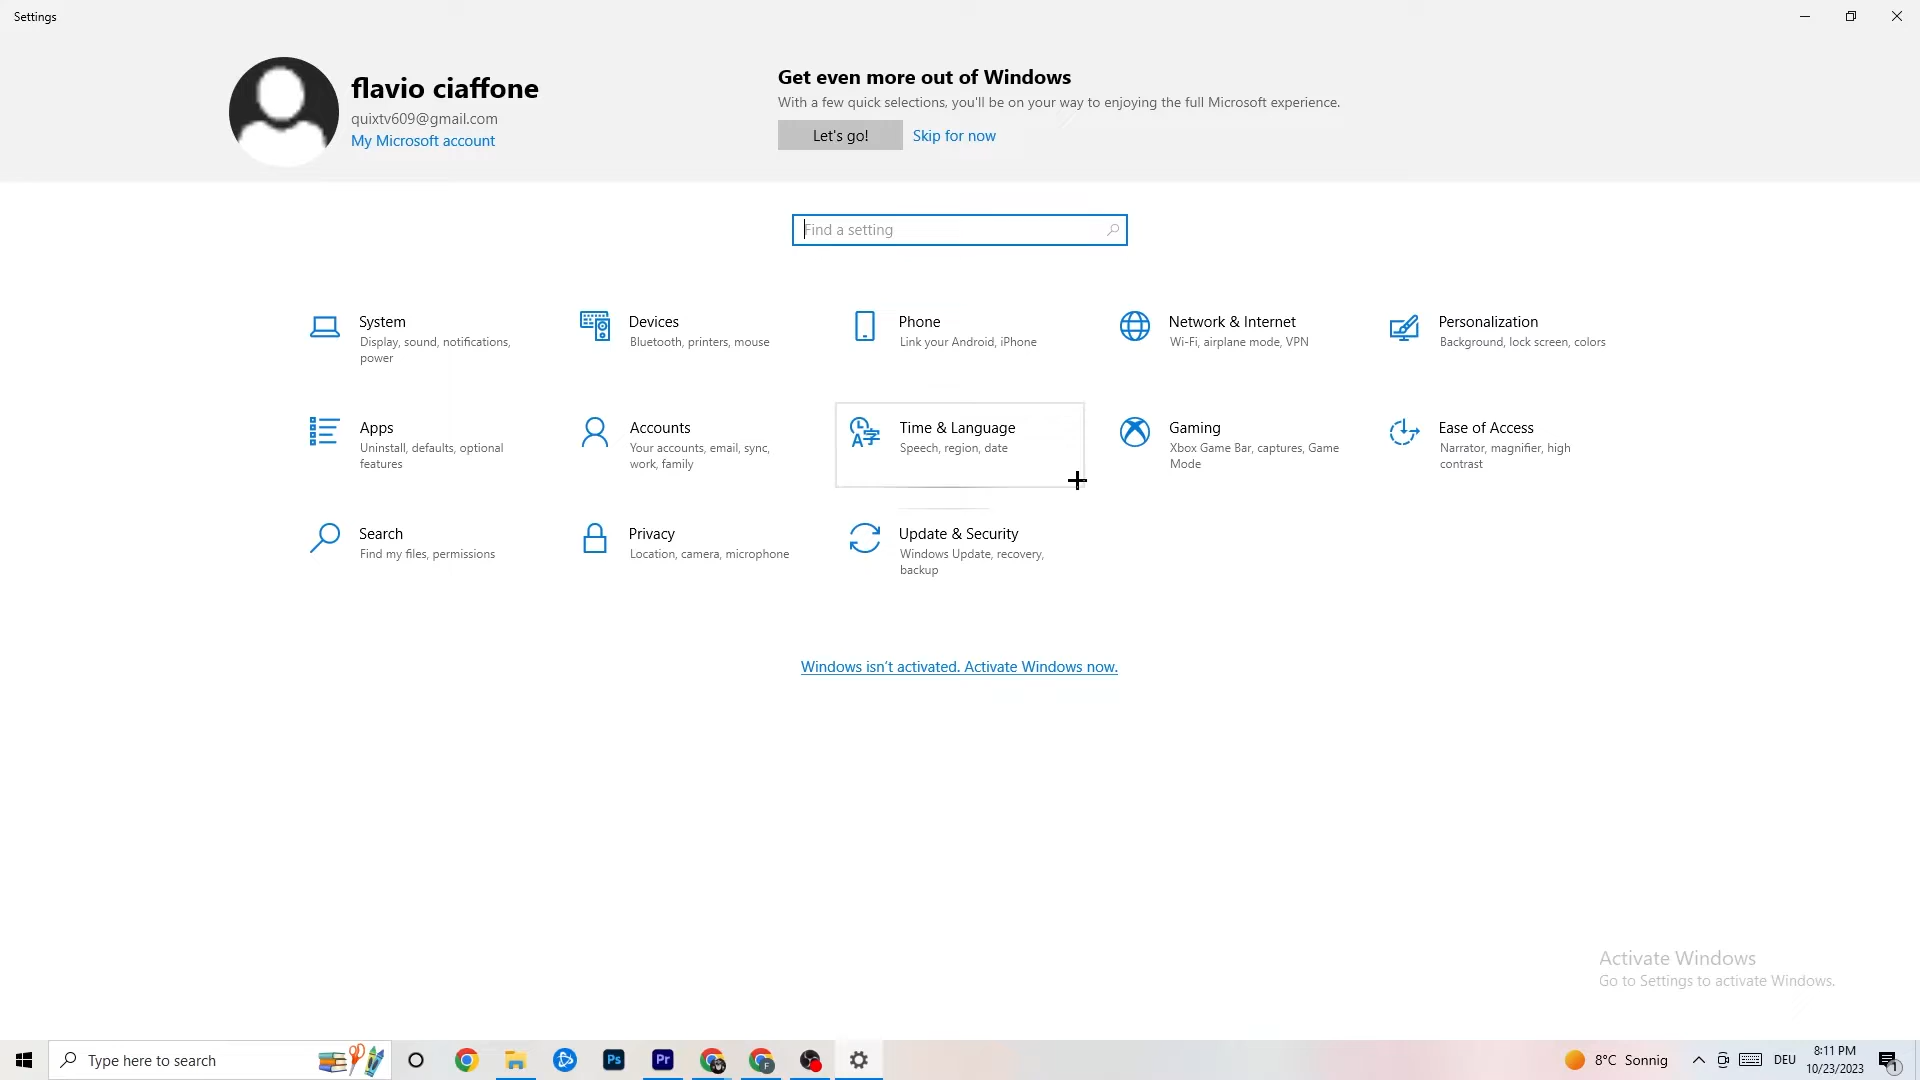 Settings
flavio ciaffone
quixtv609@gmail.com
My Microsoft account
Get even more out of Windows
With a few quick selections, you'll be on your way to enjoying the full Microsoft experience.
Let's go!
Skip for now
Find a setting
System
Display, sound, notifications,
power
Devices
Bluetooth, printers, mouse
Phone
Link your Android, iPhone
Network & Internet
Wi-Fi, airplane mode, VPN
Personalization
Background, lock screen, colors
Apps
Uninstall, defaults, optional
features
Accounts
Your accounts, email, sync,
work, family
Time & Language
Speech, region, date
Gaming
Xbox Game Bar, captures, Game
Mode
Ease of Access
Narrator, magnifier, high
contrast
Search
Find my files, permissions
Privacy
Location, camera, microphone
Update & Security
Windows Update, recovery,
backup
Windows isn't activated. Activate Windows now.
Activate Windows
Go to Settings to activate Windows.
Type here to search
Ps
Pr
F
8°C Sonnig
DEU
8:11 PM
10/23/2023
1